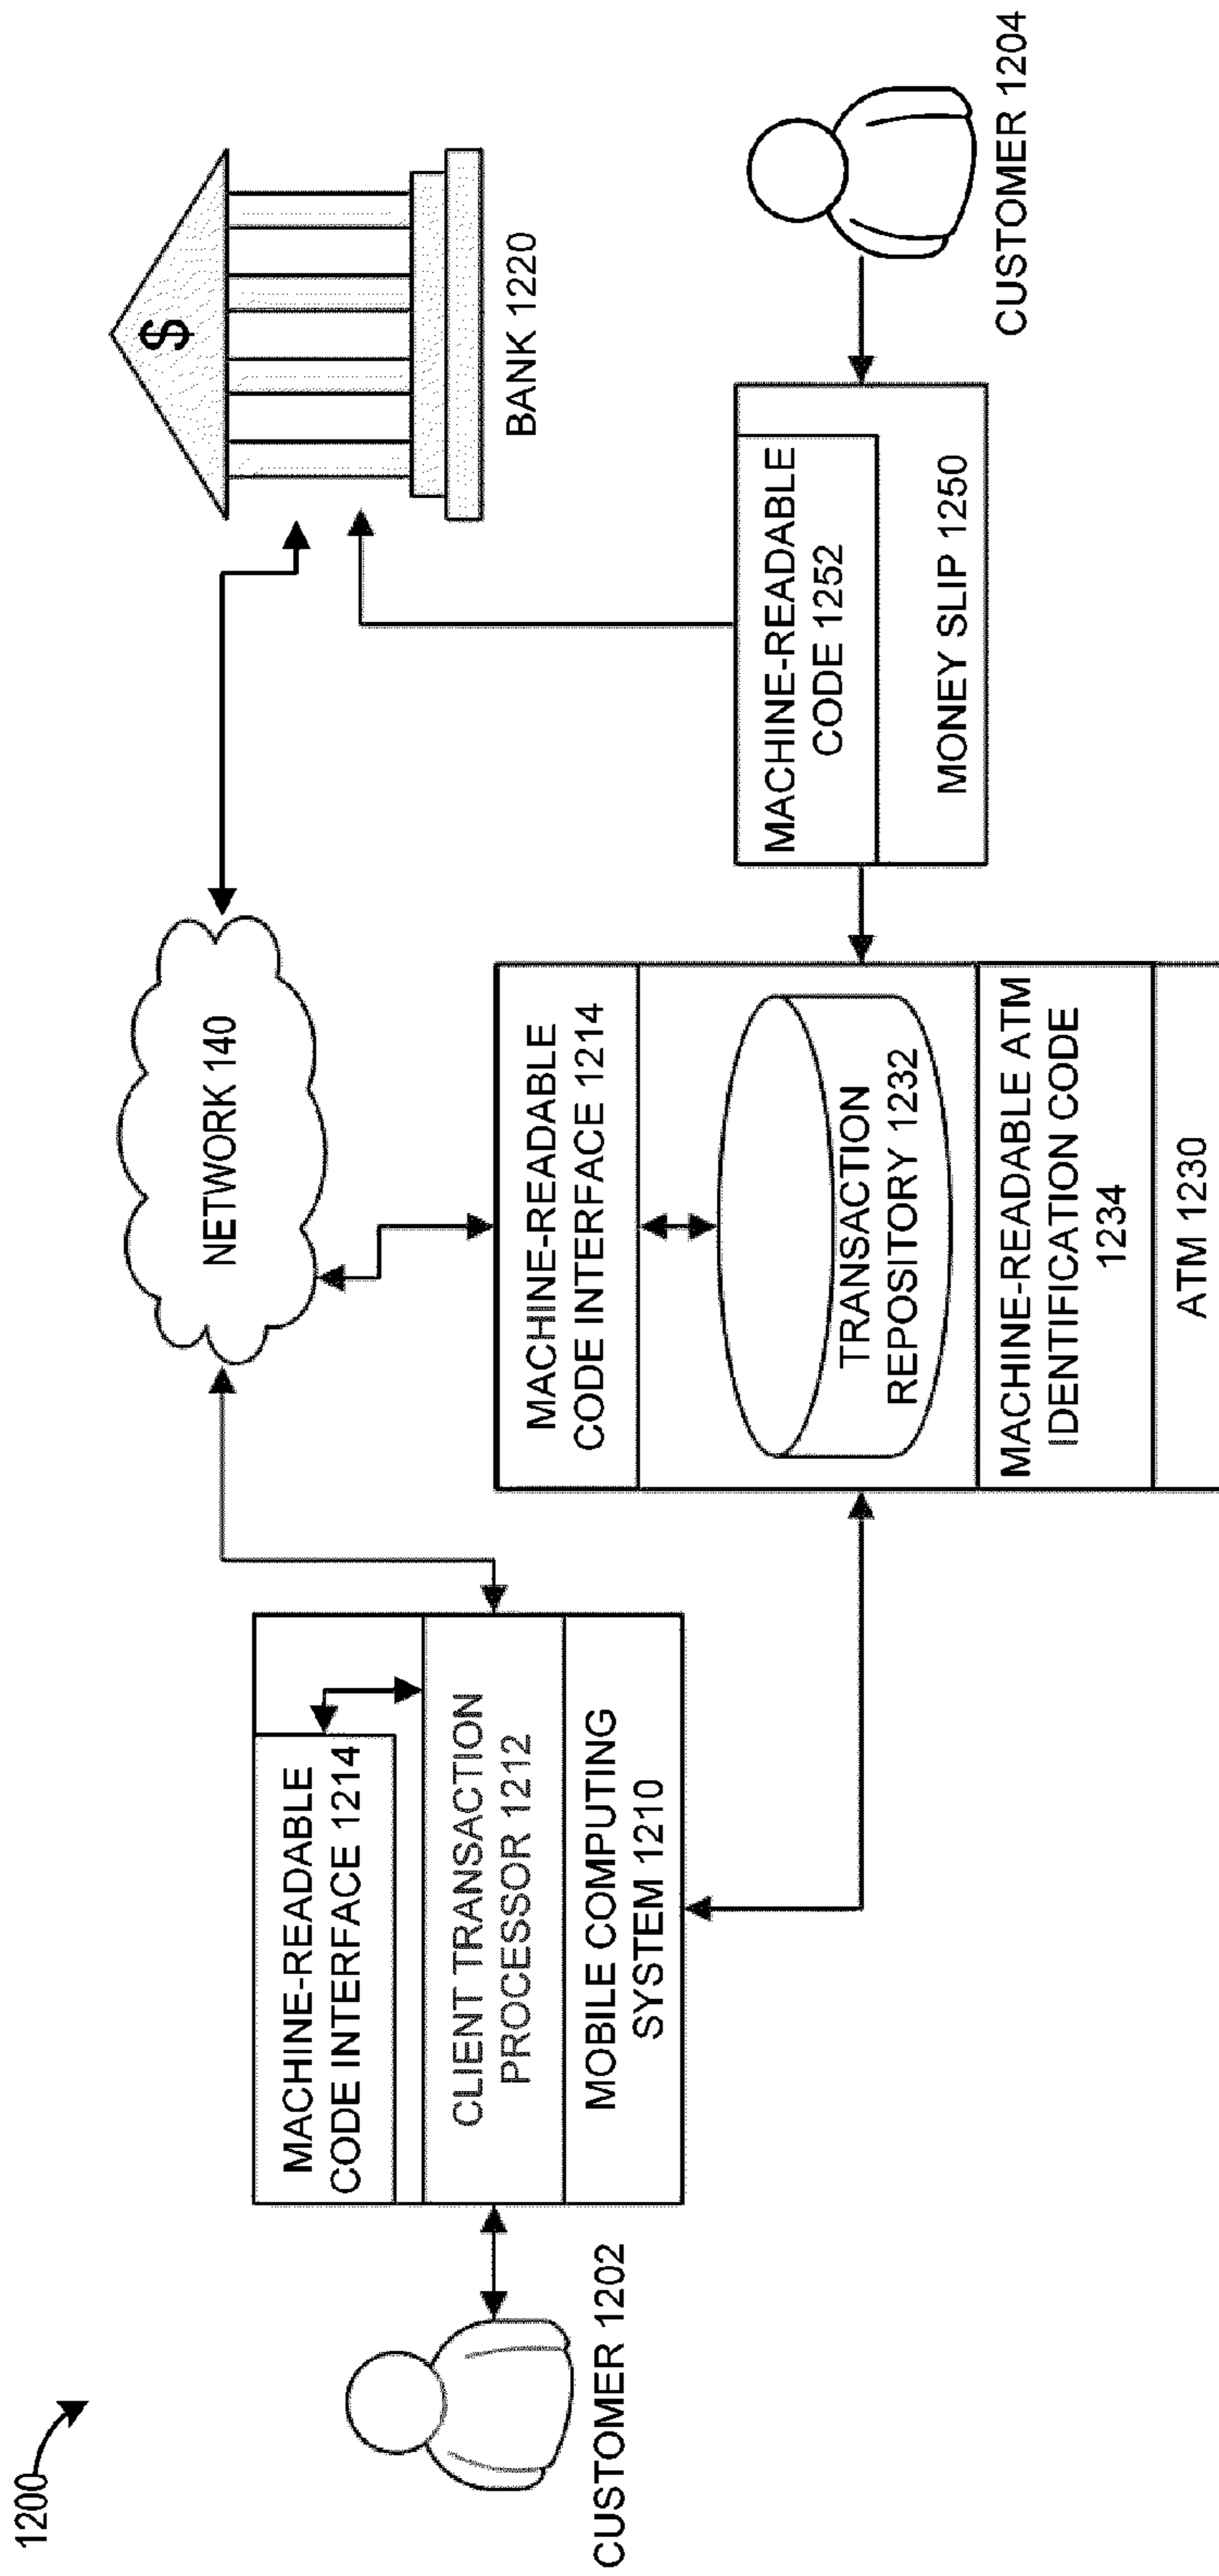 1200
CUSTOMER 1202
MACHINE-READABLE
CODE INTERFACE 1214
CLIENT TRANSACTION
PROCESSOR 1212
MOBILE COMPUTING
SYSTEM 1210
NETWORK 140
MACHINE-READABLE
CODE INTERFACE 1214
TRANSACTION
REPOSITORY 1232
MACHINE-READABLE ATM
IDENTIFICATION CODE
1234
ATM 1230
$
BANK 1220
MACHINE-READABLE
CODE 1252
MONEY SLIP 1250
CUSTOMER 1204